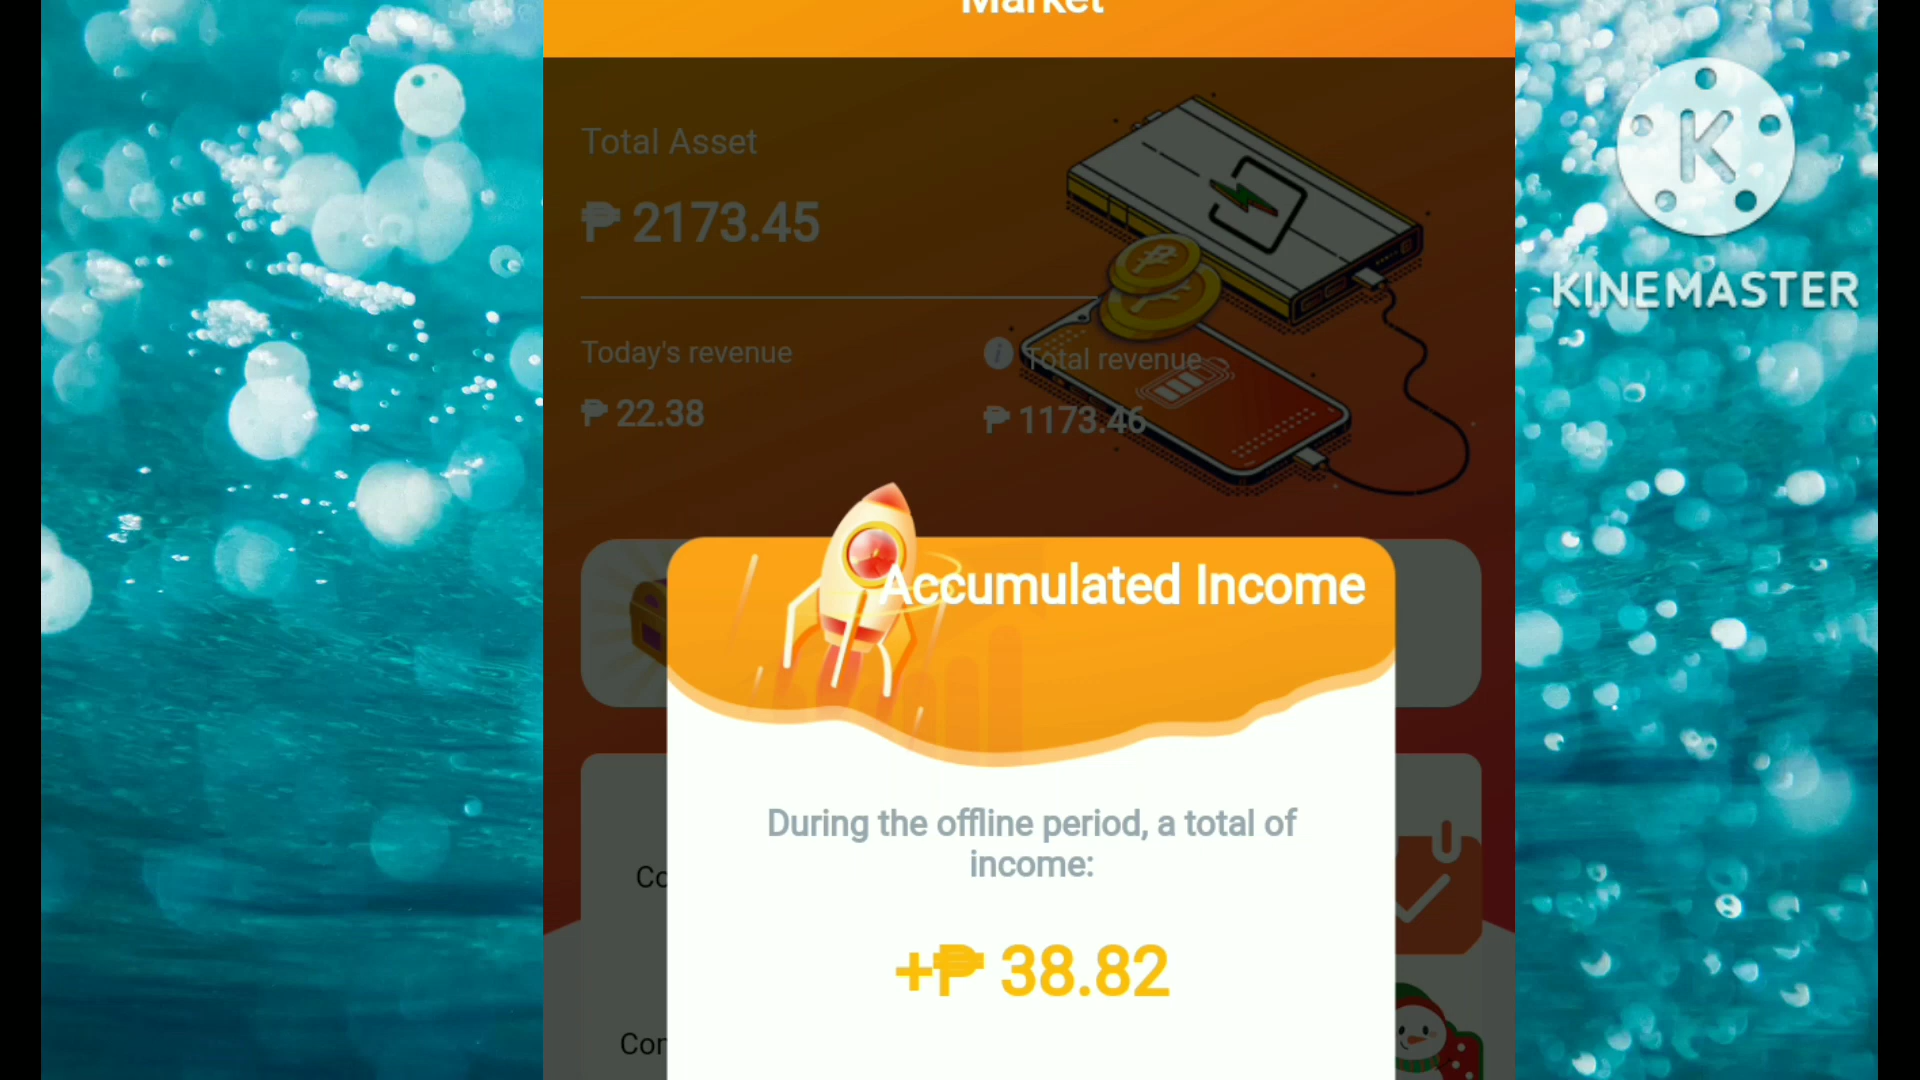 Market
Total Asset
₱ 2173.45
Today's revenue
Total revenue
₱ 22.38
₱ 1173.46
Accumulated Income
During the offline period, a total of
income:
+₱ 38.82
K
KINEMASTER